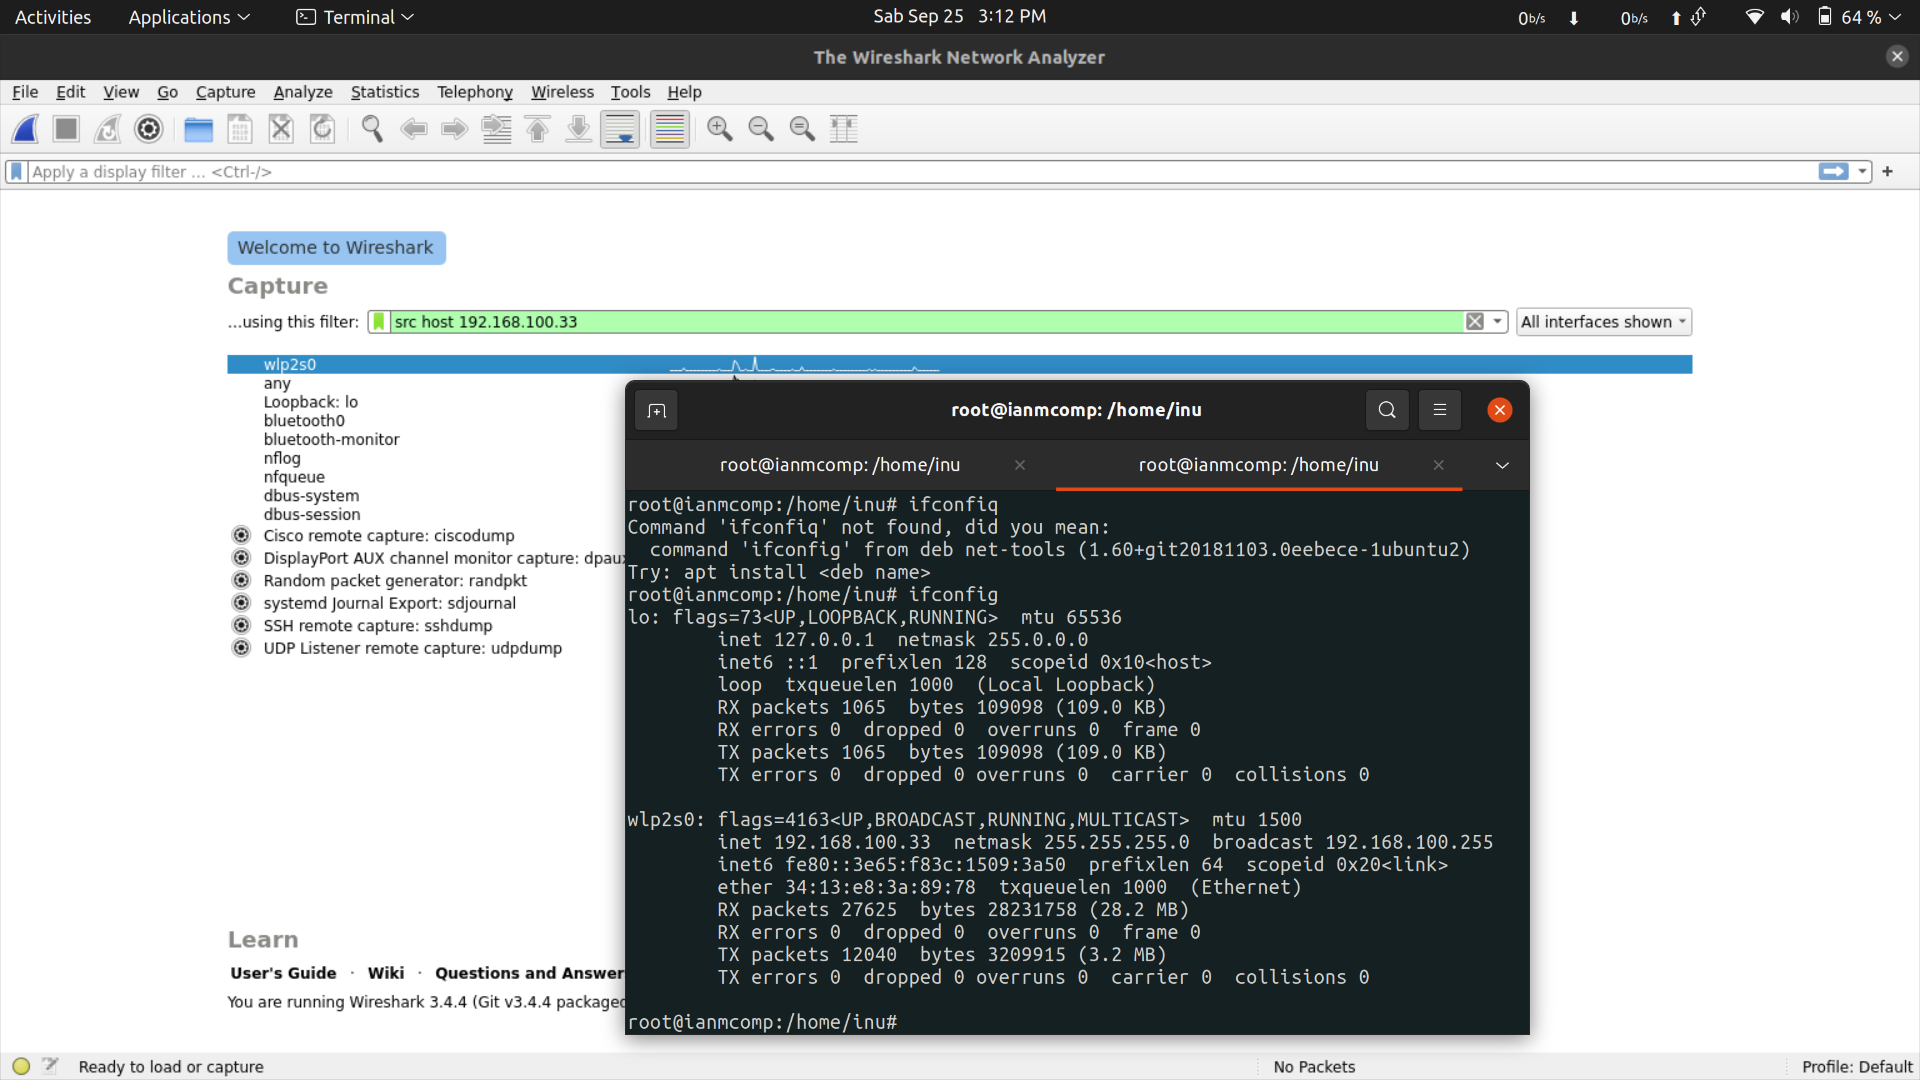 Activities Applications Terminal Sab Sep 25 3:12 PM 0b/s 0b/s 64 %
The Wireshark Network Analyzer
File Edit View Go Capture Analyze Statistics Telephony Wireless Tools Help
Apply a display filter ... <Ctrl-/> +
Welcome to Wireshark
Capture
...using this filter: src host 192.168.100.33 All interfaces shown
wlp2s0
any
Loopback: lo
bluetooth0
bluetooth-monitor
nflog
nfqueue
dbus-system
dbus-session
Cisco remote capture: ciscodump
DisplayPort AUX channel monitor capture: dpaux
Random packet generator: randpkt
systemd Journal Export: sdjournal
SSH remote capture: sshdump
UDP Listener remote capture: udpdump
Learn
User's Guide · Wiki · Questions and Answer
You are running Wireshark 3.4.4 (Git v3.4.4 packaged
root@ianmcomp: /home/inu
root@ianmcomp: /home/inu root@ianmcomp: /home/inu
root@ianmcomp:/home/inu# ifconfiq
Command 'ifconfiq' not found, did you mean:
command 'ifconfig' from deb net-tools (1.60+git20181103.0eebece-1ubuntu2)
Try: apt install <deb name>
root@ianmcomp:/home/inu# ifconfig
lo: flags=73<UP,LOOPBACK,RUNNING> mtu 65536
inet 127.0.0.1 netmask 255.0.0.0
inet6 ::1 prefixlen 128 scopeid 0x10<host>
loop txqueuelen 1000 (Local Loopback)
RX packets 1065 bytes 109098 (109.0 KB)
RX errors 0 dropped 0 overruns 0 frame 0
TX packets 1065 bytes 109098 (109.0 KB)
TX errors 0 dropped 0 overruns 0 carrier 0 collisions 0
wlp2s0: flags=4163<UP,BROADCAST,RUNNING,MULTICAST> mtu 1500
inet 192.168.100.33 netmask 255.255.255.0 broadcast 192.168.100.255
inet6 fe80::3e65:f83c:1509:3a50 prefixlen 64 scopeid 0x20<link>
ether 34:13:e8:3a:89:78 txqueuelen 1000 (Ethernet)
RX packets 27625 bytes 28231758 (28.2 MB)
RX errors 0 dropped 0 overruns 0 frame 0
TX packets 12040 bytes 3209915 (3.2 MB)
TX errors 0 dropped 0 overruns 0 carrier 0 collisions 0
root@ianmcomp:/home/inu#
Ready to load or capture No Packets Profile: Default